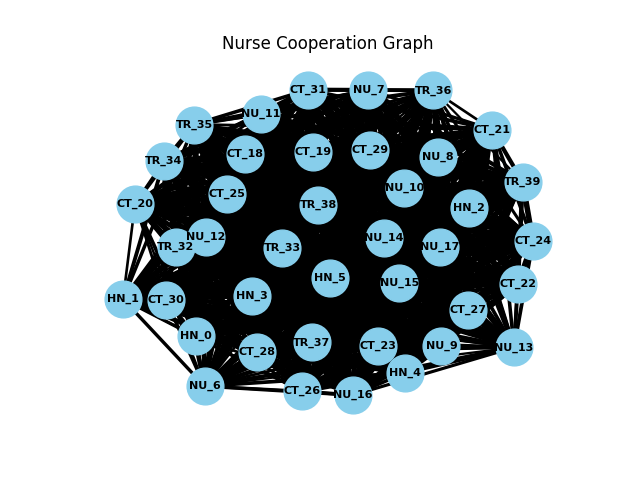 Nurse Cooperation Graph
CT_31
NU_7
TR_36
NU_11
TR_35
CT_21
CT_18
CT_19
CT_29
NU_8
TR_34
TR_39
CT_25
NU_10
CT_20
TR_38
HN_2
TR_32
NU_12
TR_33
NU_14
NU_17
CT_24
HN_5
NU_15
CT_22
HN_1
CT_30
HN_3
CT_27
HN_0
CT_28
TR_37
CT_23
NU_9
NU_13
HN_4
NU_6
CT_26
NU_16